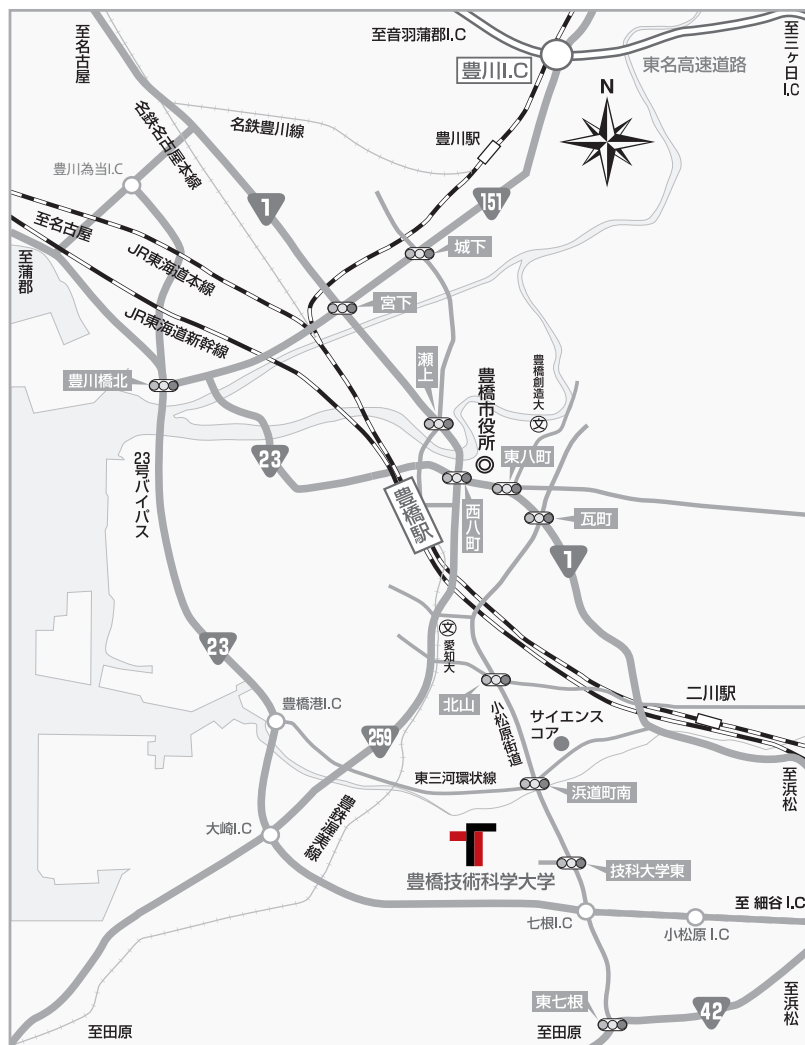 至名古屋
至音羽蒲郡I.C
豊川I.C
東名高速道路
至三ヶ日I.C
N
名鉄名古屋本線
名鉄豊川線
豊川駅
豊川為当I.C
1
151
至名古屋
JR東海道本線
至蒲郡
JR東海道新幹線
城下
宮下
豊川橋北
瀬上
豊橋創造大
文
豊橋市役所
東八町
23号バイパス
23
豊橋駅
西八町
瓦町
1
23
文
愛知大
北山
二川駅
豊橋港I.C
259
小松原街道
サイエンス
コア
東三河環状線
浜道町南
至浜松
大崎I.C
豊鉄渥美線
豊橋技術科学大学
技科大学東
七根I.C
小松原 I.C
至 細谷 I.C
東七根
42
至浜松
至田原
至田原